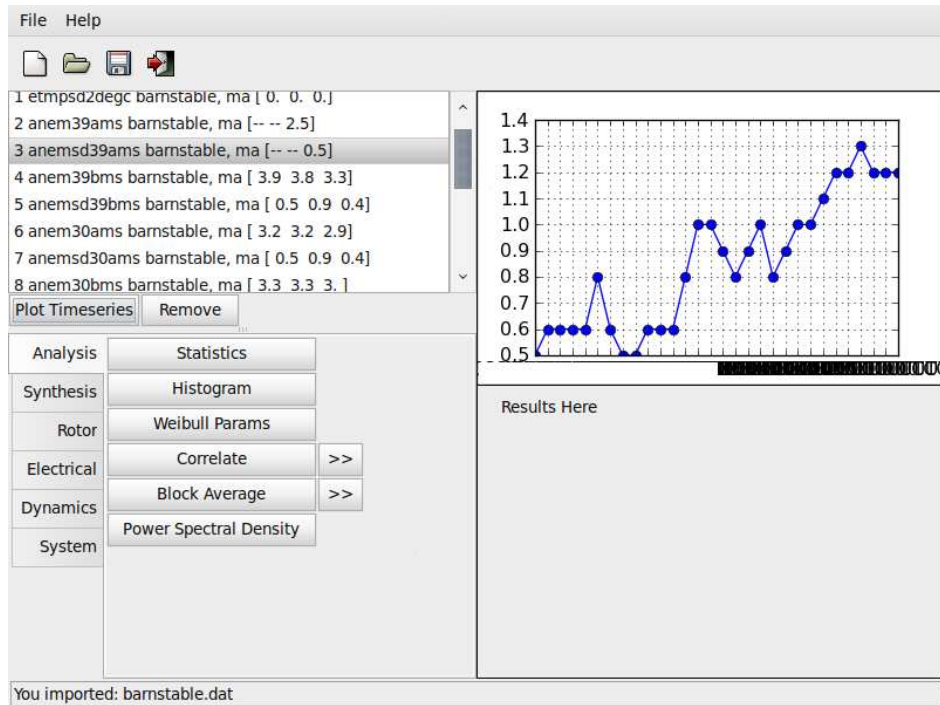 File Help
1 etmpsd2degc barnstable, ma [ 0. 0. 0.]
2 anem39ams barnstable, ma [-- -- 2.5]
3 anemsd39ams barnstable, ma [-- -- 0.5]
4 anem39bms barnstable, ma [ 3.9 3.8 3.3]
5 anemsd39bms barnstable, ma [ 0.5 0.9 0.4]
6 anem30ams barnstable, ma [ 3.2 3.2 2.9]
7 anemsd30ams barnstable, ma [ 0.5 0.9 0.4]
8 anem30bms barnstable, ma [ 3.3 3.3 3. ]
Plot Timeseries Remove
Analysis
Synthesis
Rotor
Electrical
Dynamics
System
Statistics
Histogram
Weibull Params
Correlate >>
Block Average >>
Power Spectral Density
1.4
1.3
1.2
1.1
1.0
0.9
0.8
0.7
0.6
0.5
Results Here
You imported: barnstable.dat